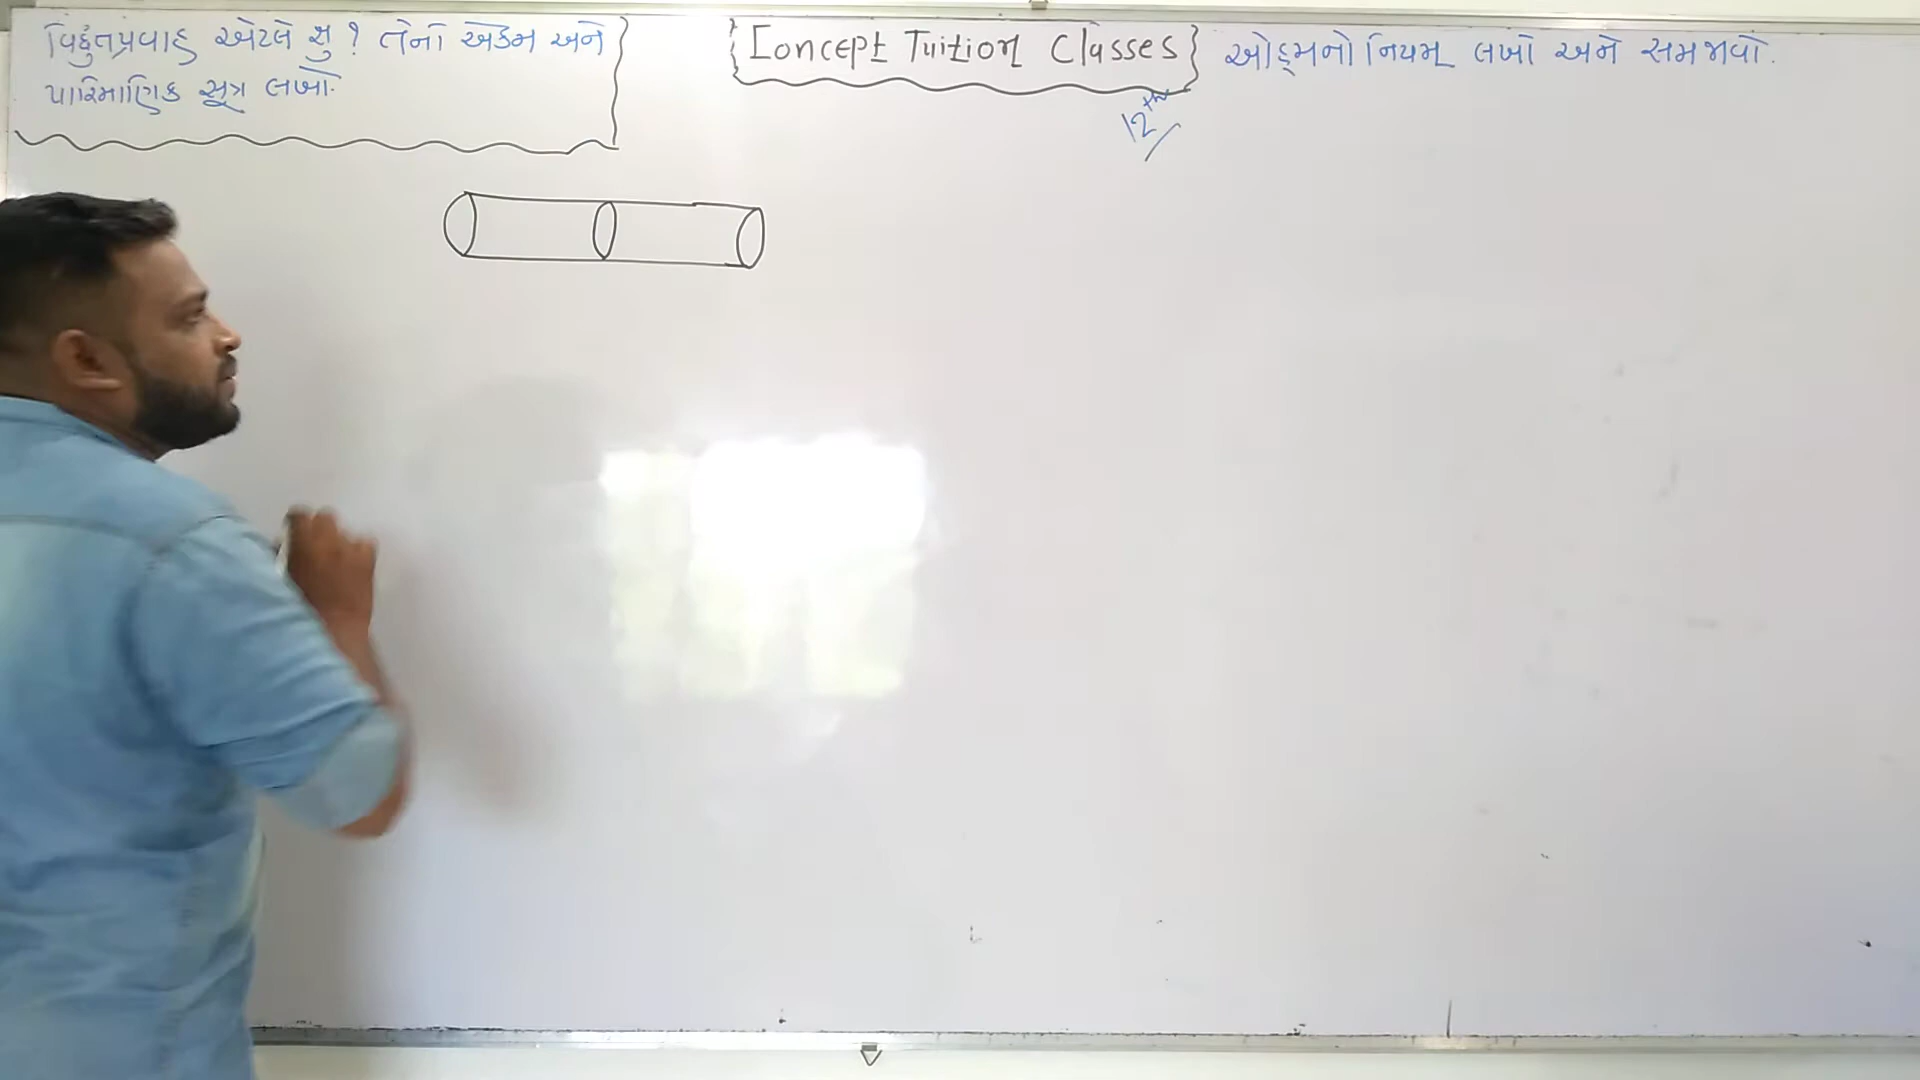 વિદ્યુતપ્રવાહ એટલે શુ ? તેનો એકમ અને
પારિમાણિક સૂત્ર લખો.
Concept Tuition Classes
12th
ઓહ્મનો નિયમ લખો અને સમજાવો.